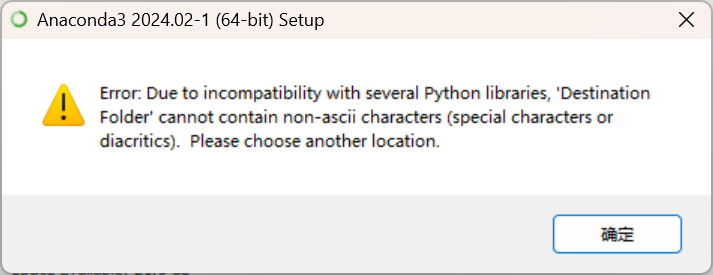 Anaconda3 2024.02-1 (64-bit) Setup
Error: Due to incompatibility with several Python libraries, 'Destination
Folder' cannot contain non-ascii characters (special characters or
diacritics).  Please choose another location.
确定